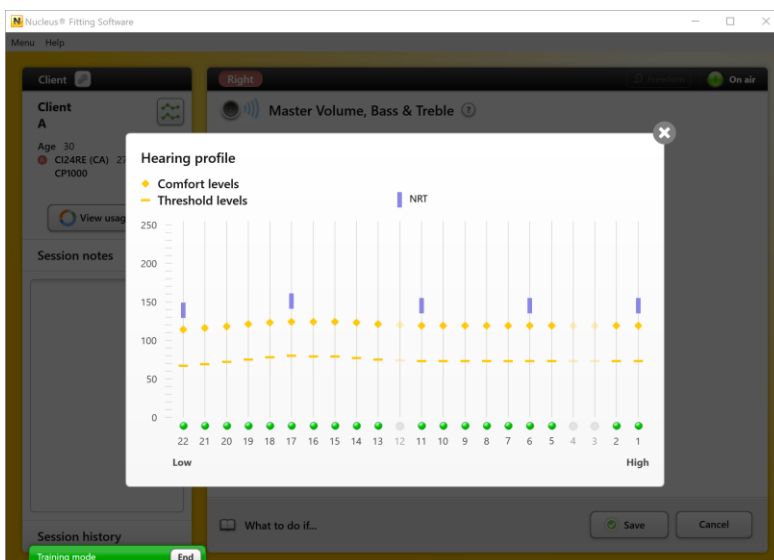 Nucleus® Fitting Software
Menu Help
Client
Right
Premium
On air
Client
A
Master Volume, Bass & Treble
Age 30
CI24RE (CA) 27
CP1000
Hearing profile
Comfort levels
Threshold levels
NRT
View usag
Session notes
250
200
150
100
50
0
22 21 20 19 18 17 16 15 14 13 12 11 10 9 8 7 6 5 4 3 2 1
Low High
What to do if...
Save
Cancel
Session history
Training mode
End